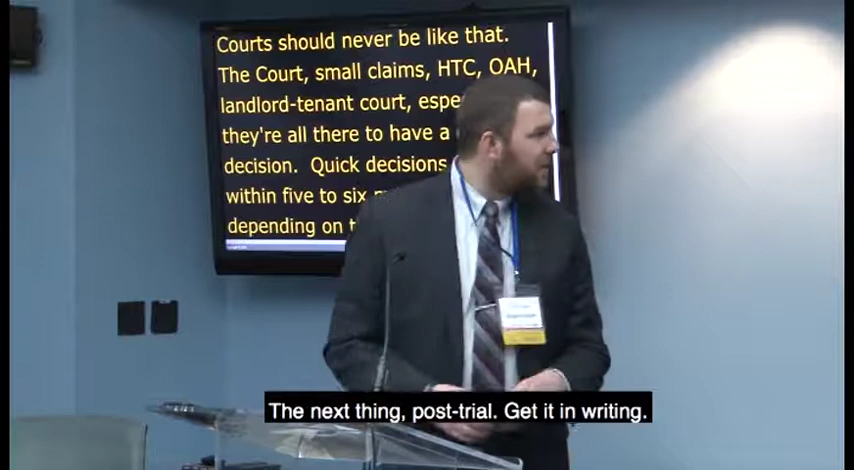 Courts should never be like that.
The Court, small claims, HTC, OAH,
landlord-tenant court,
they're all there to have a
decision. Quick decisions
within five to six
depending on
The next thing, post-trial. Get it in writing.